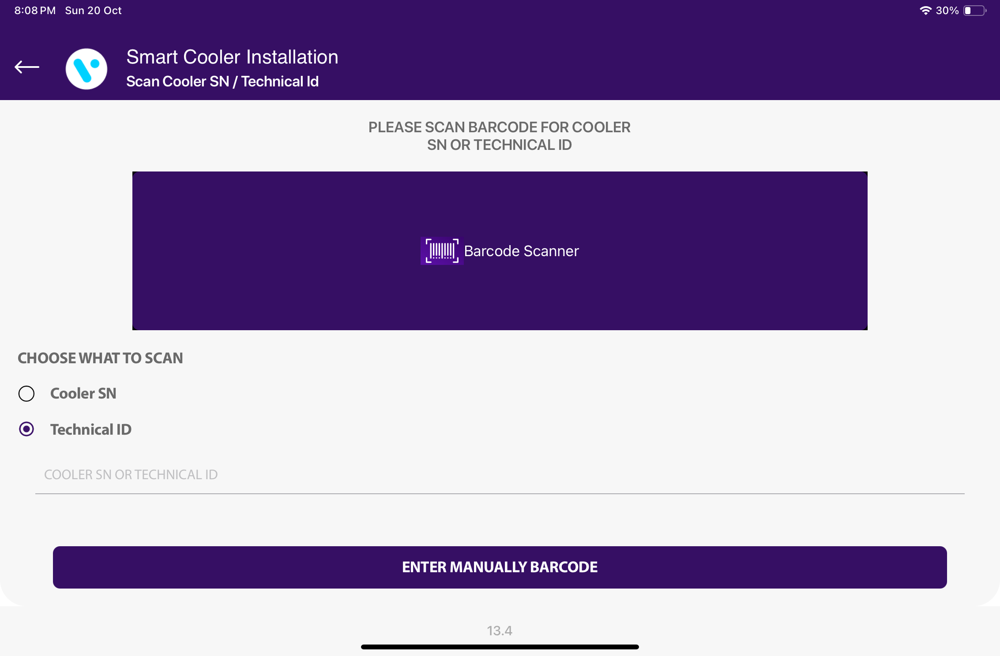 8:08 PM Sun 20 Oct 30%
Smart Cooler Installation
Scan Cooler SN / Technical Id
PLEASE SCAN BARCODE FOR COOLER
SN OR TECHNICAL ID
Barcode Scanner
CHOOSE WHAT TO SCAN
Cooler SN
Technical ID
COOLER SN OR TECHNICAL ID
ENTER MANUALLY BARCODE
13.4